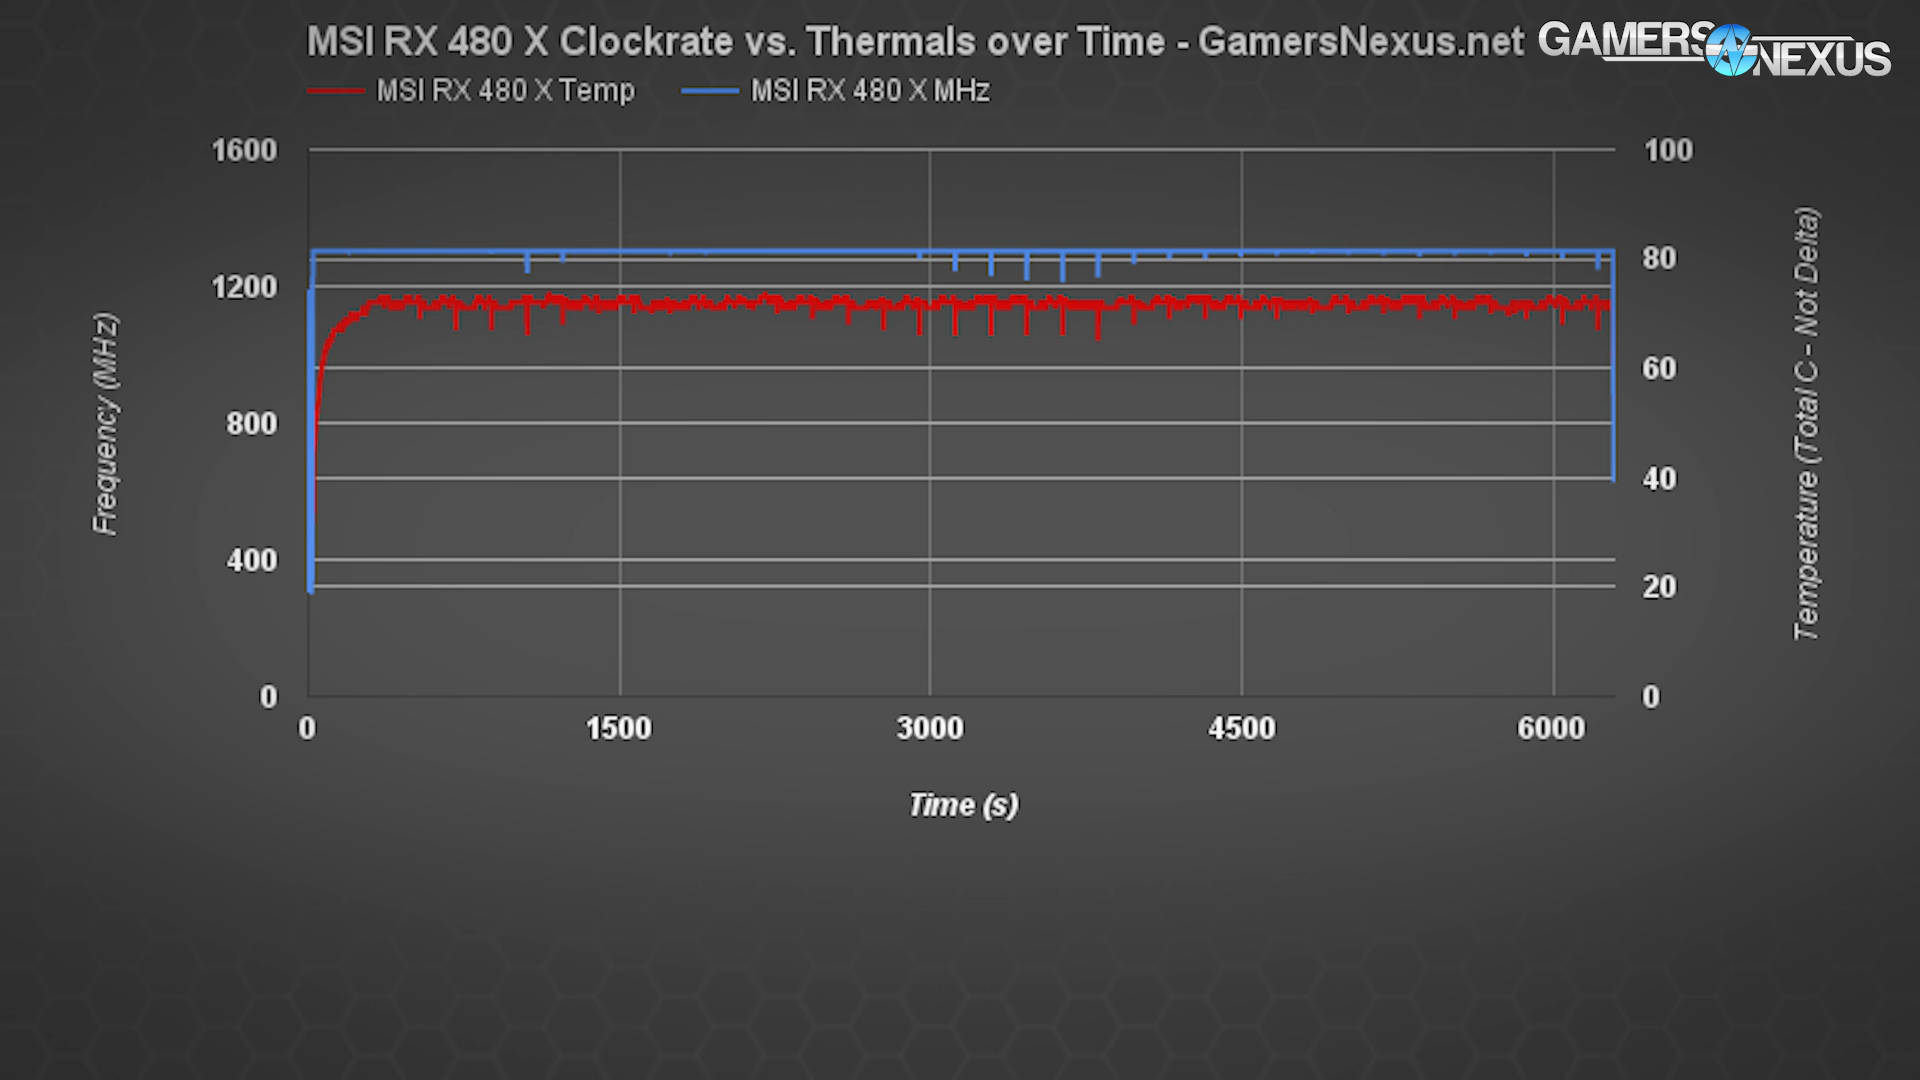 MSI RX 480 X Clockrate vs. Thermals over Time - GamersNexus.net
GAMERS NEXUS
MSI RX 480 X Temp
MSI RX 480 X MHz
1600
1200
800
400
0
Frequency (MHz)
100
80
60
40
20
0
Temperature (Total C - Not Delta)
0 1500 3000 4500 6000
Time (s)